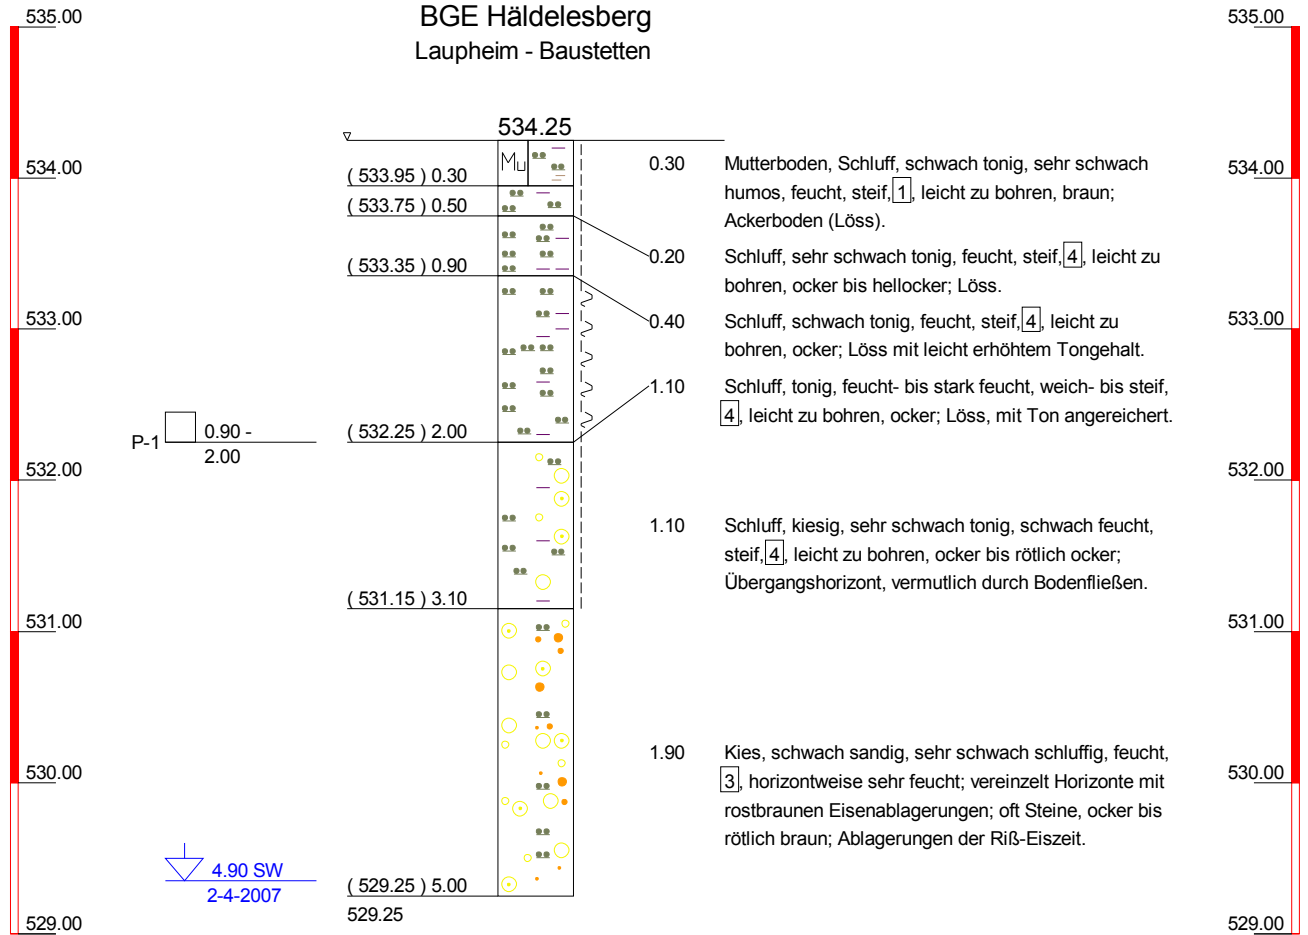 BGE Häldelesberg
Laupheim - Baustetten
535.00
535.00
534.00
534.00
533.00
533.00
532.00
532.00
531.00
531.00
530.00
530.00
529.00
529.00
534.25
Mu
( 533.95 ) 0.30
( 533.75 ) 0.50
( 533.35 ) 0.90
( 532.25 ) 2.00
( 531.15 ) 3.10
( 529.25 ) 5.00
529.25
P-1
0.90 -
2.00
4.90 SW
2-4-2007
0.30 Mutterboden, Schluff, schwach tonig, sehr schwach
humos, feucht, steif, 1, leicht zu bohren, braun;
Ackerboden (Löss).
0.20 Schluff, sehr schwach tonig, feucht, steif, 4, leicht zu
bohren, ocker bis hellocker; Löss.
0.40 Schluff, schwach tonig, feucht, steif, 4, leicht zu
bohren, ocker; Löss mit leicht erhöhtem Tongehalt.
1.10 Schluff, tonig, feucht- bis stark feucht, weich- bis steif,
4, leicht zu bohren, ocker; Löss, mit Ton angereichert.
1.10 Schluff, kiesig, sehr schwach tonig, schwach feucht,
steif, 4, leicht zu bohren, ocker bis rötlich ocker;
Übergangshorizont, vermutlich durch Bodenfließen.
1.90 Kies, schwach sandig, sehr schwach schluffig, feucht,
3, horizontweise sehr feucht; vereinzelt Horizonte mit
rostbraunen Eisenablagerungen; oft Steine, ocker bis
rötlich braun; Ablagerungen der Riß-Eiszeit.